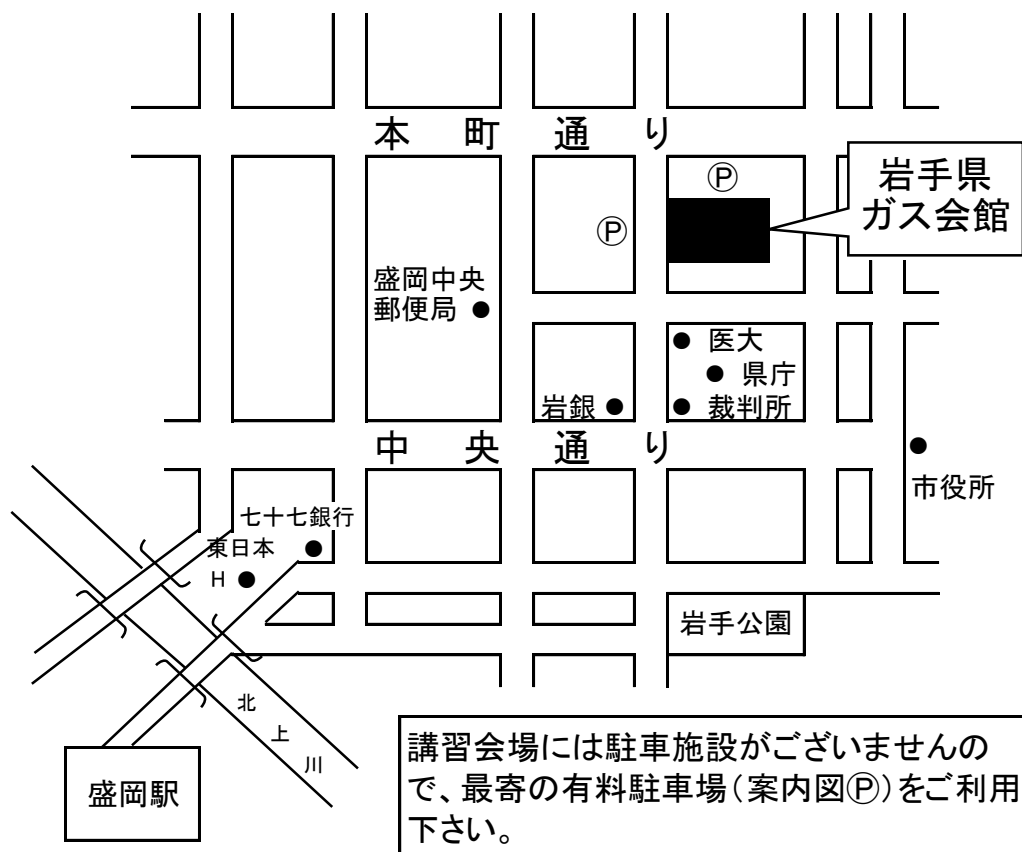 本町通り
Ⓟ
岩手県
ガス会館
Ⓟ
盛岡中央
郵便局
医大
県庁
岩銀
裁判所
中央通り
市役所
七十七銀行
東日本
H
岩手公園
北上川
盛岡駅
講習会場には駐車施設がございませんの
で、最寄の有料駐車場(案内図Ⓟ)をご利用
下さい。